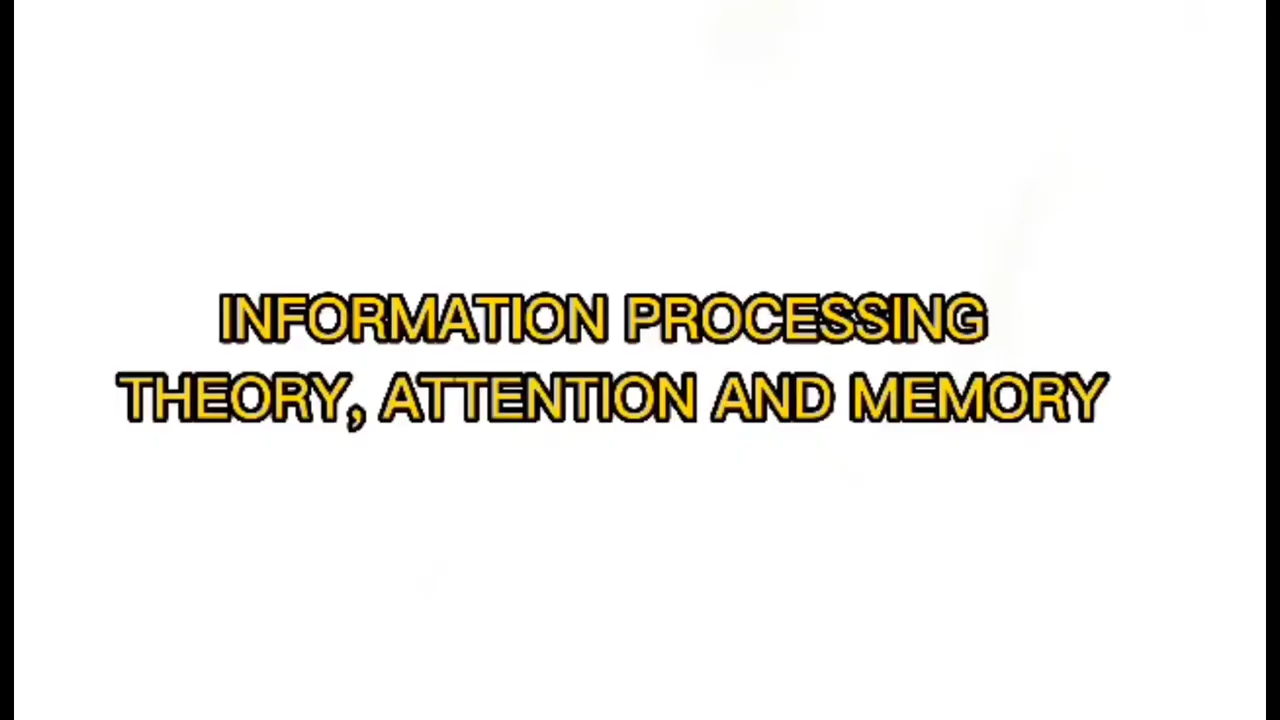 INFORMATION PROCESSING
THEORY, ATTENTION AND MEMORY